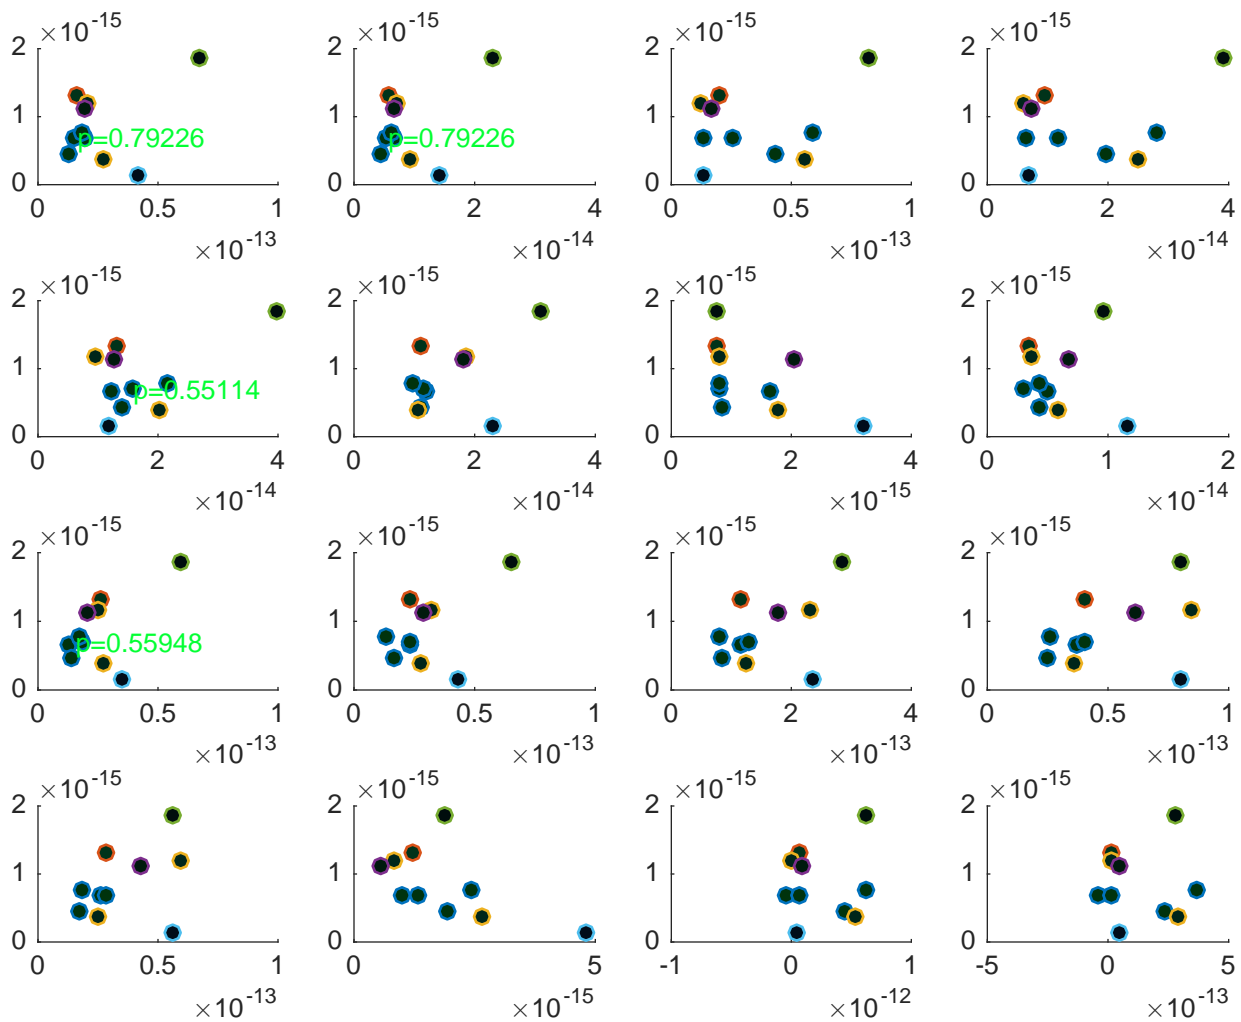 ×10⁻¹⁵ ×10⁻¹⁵ ×10⁻¹⁵ ×10⁻¹⁵
2 2 2 2
1 1 1 1
p=0.79226 p=0.79226
0 0 0 0
0 0.5 1 0 2 4 0 0.5 1 0 2 4
×10⁻¹³ ×10⁻¹⁴ ×10⁻¹³ ×10⁻¹⁴
×10⁻¹⁵ ×10⁻¹⁵ ×10⁻¹⁵ ×10⁻¹⁵
2 2 2 2
1 1 1 1
p=0.55114
0 0 0 0
0 2 4 0 2 4 0 2 4 0 1 2
×10⁻¹⁴ ×10⁻¹⁴ ×10⁻¹⁵ ×10⁻¹⁴
×10⁻¹⁵ ×10⁻¹⁵ ×10⁻¹⁵ ×10⁻¹⁵
2 2 2 2
1 1 1 1
p=0.55948
0 0 0 0
0 0.5 1 0 0.5 1 0 2 4 0 0.5 1
×10⁻¹³ ×10⁻¹³ ×10⁻¹³ ×10⁻¹³
×10⁻¹⁵ ×10⁻¹⁵ ×10⁻¹⁵ ×10⁻¹⁵
2 2 2 2
1 1 1 1
0 0 0 0
0 0.5 1 0 5 -1 0 1 -5 0 5
×10⁻¹³ ×10⁻¹⁵ ×10⁻¹² ×10⁻¹³